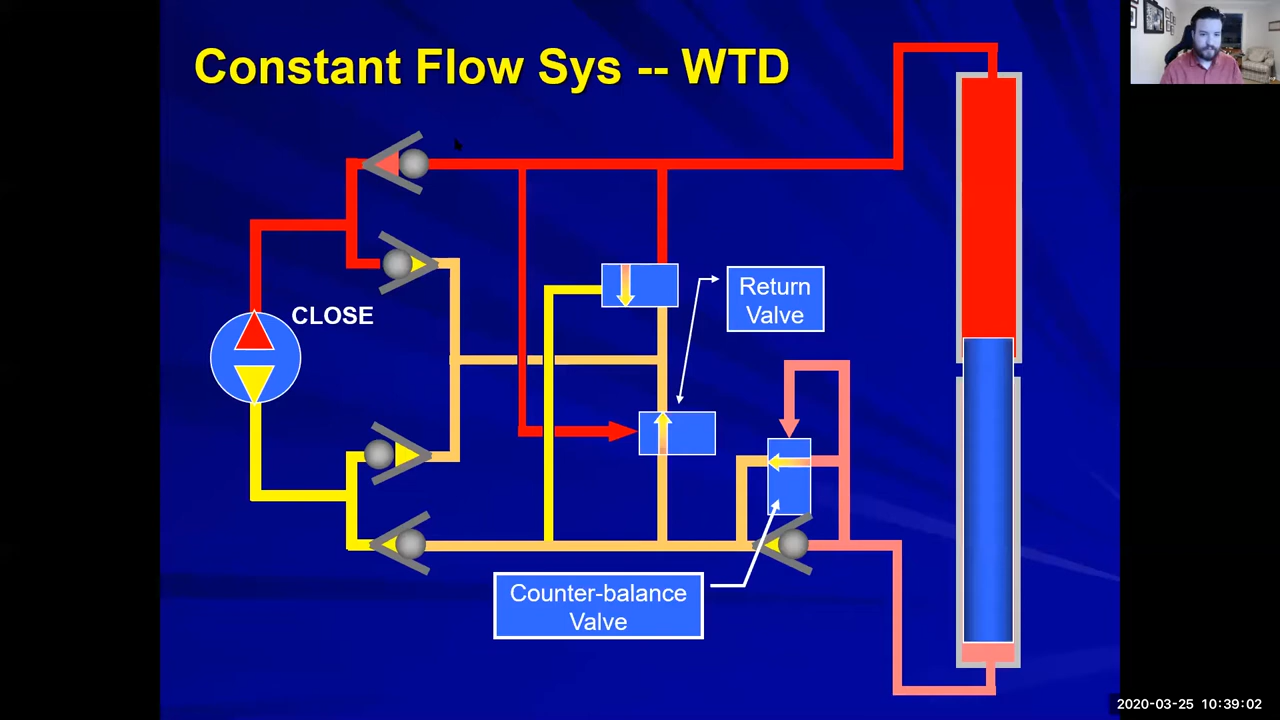 Constant Flow Sys -- WTD
CLOSE
Return
Valve
Counter-balance
Valve
2020-03-25 10:39:02